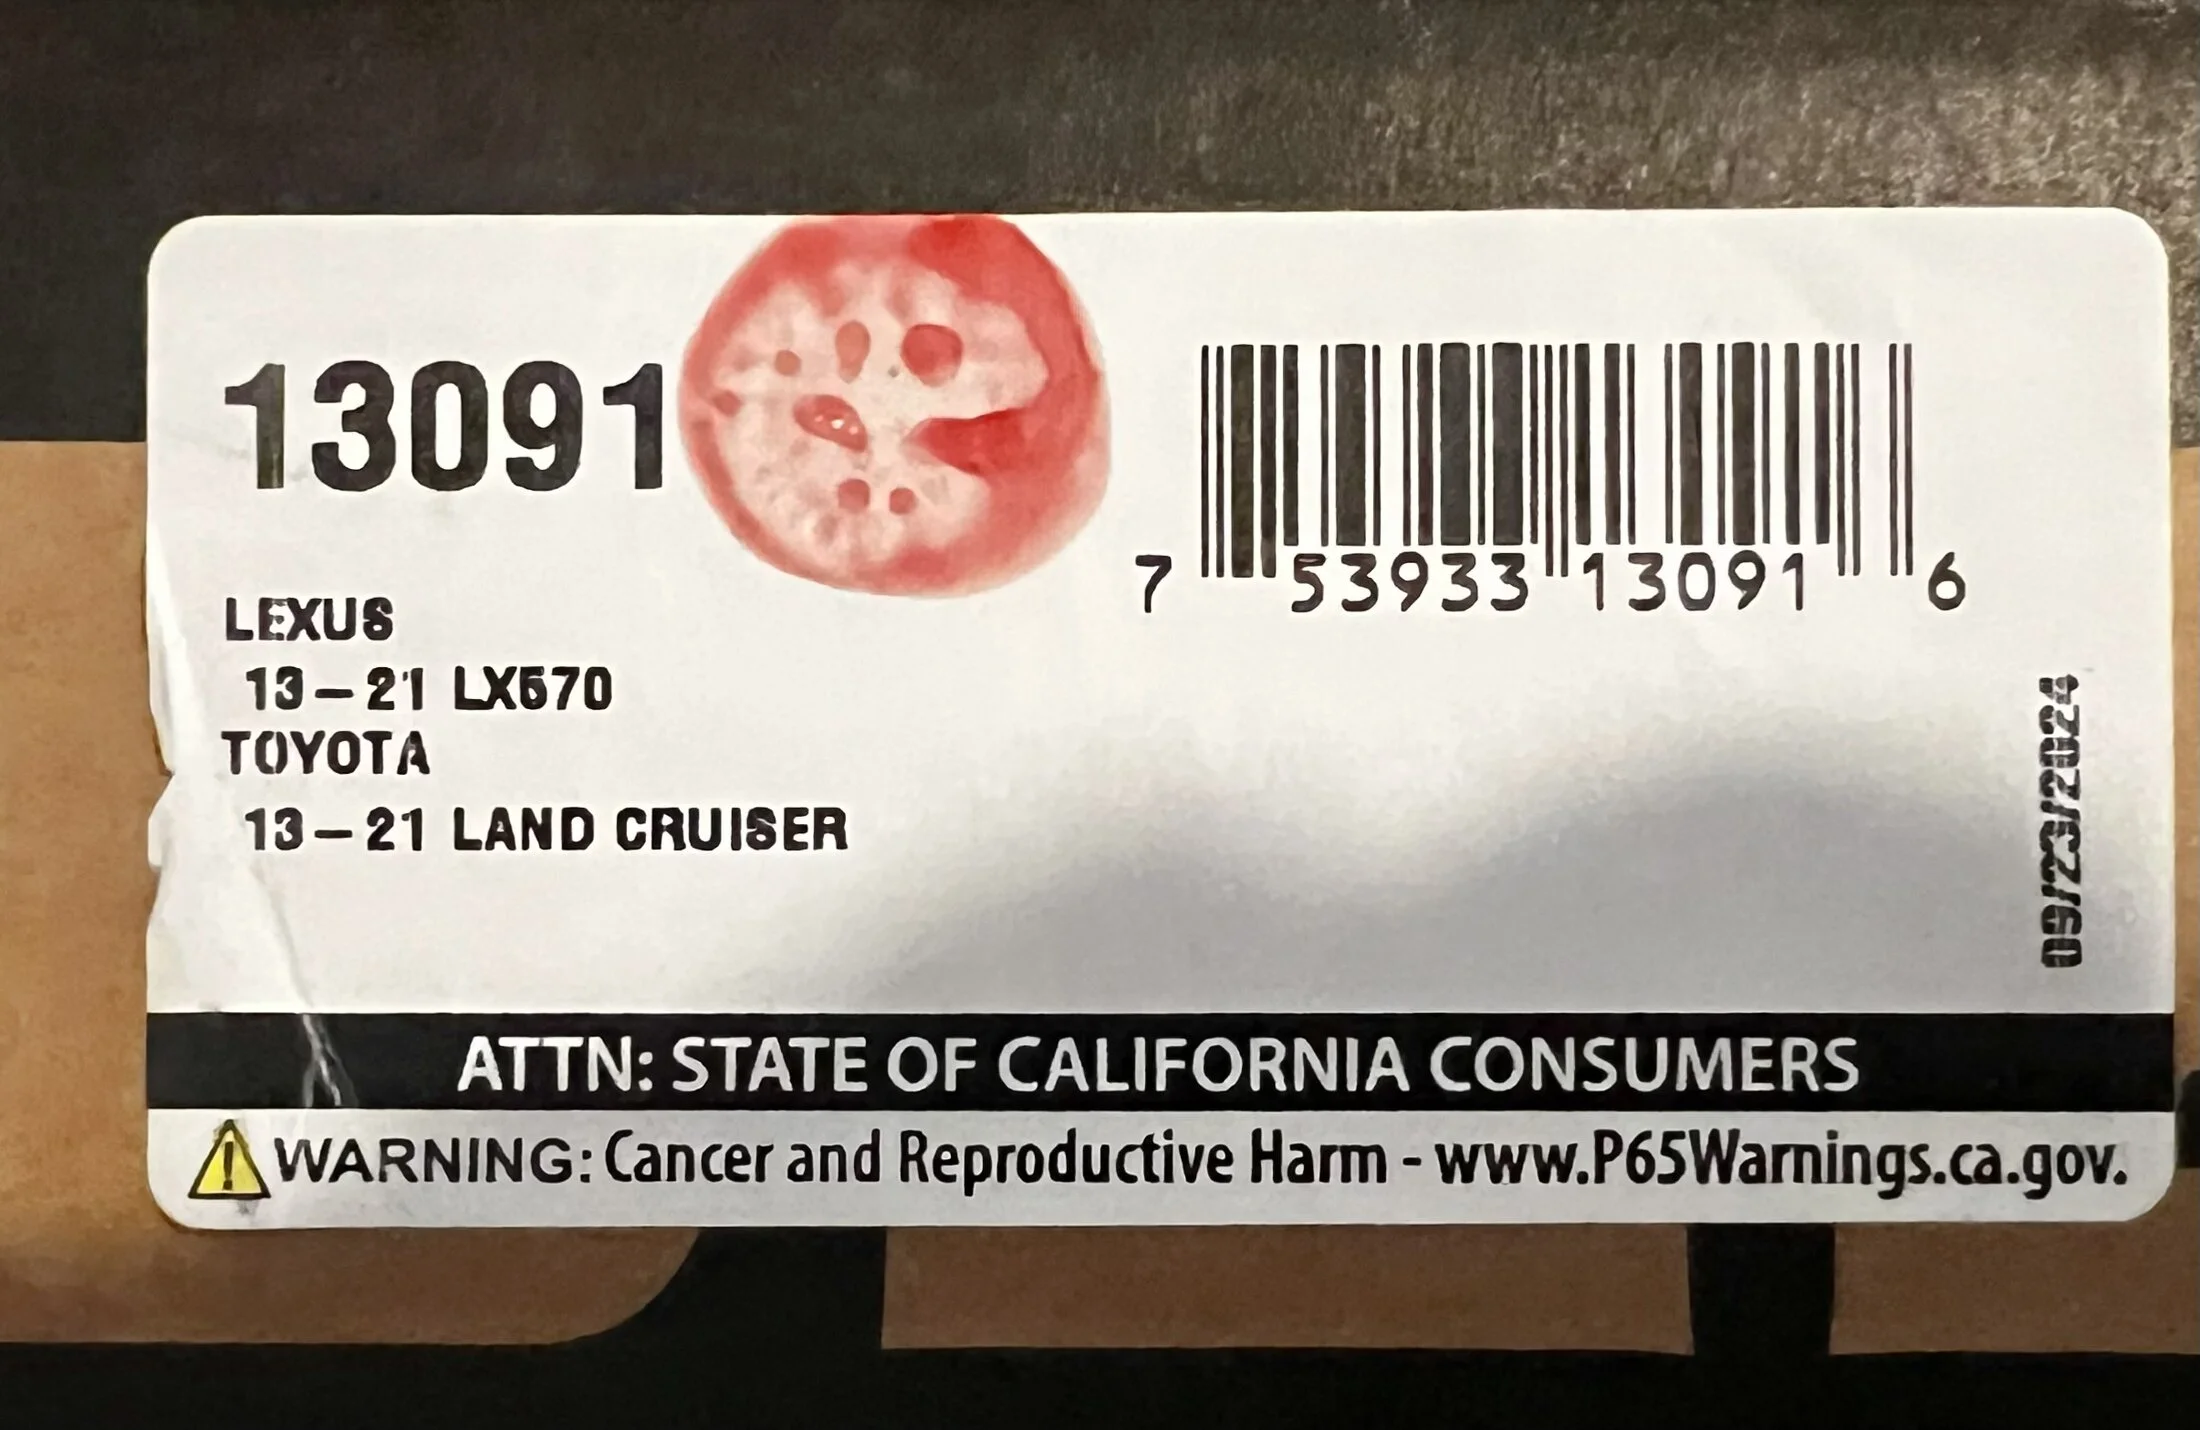 13091
7 53933 13091 6
LEXUS
13-21 LX570
TOYOTA
13-21 LAND CRUISER
09/23/2024
ATTN: STATE OF CALIFORNIA CONSUMERS
WARNING: Cancer and Reproductive Harm - www.P65Warnings.ca.gov.